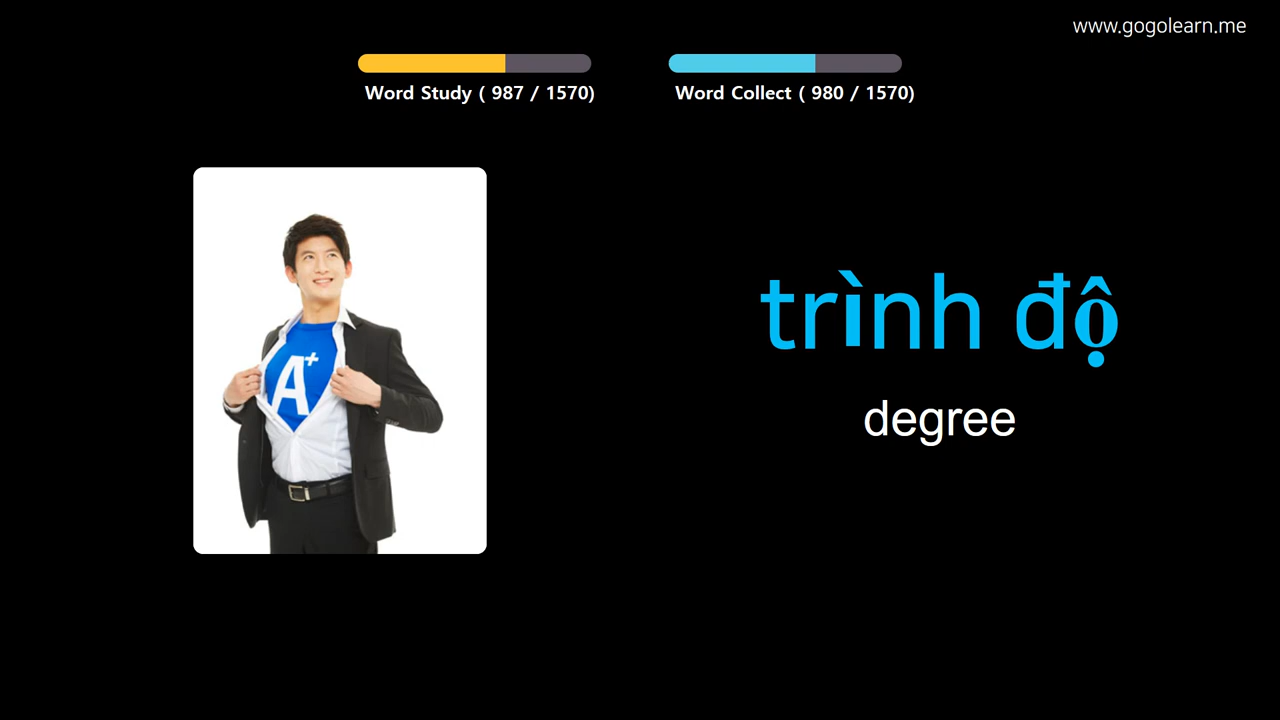 www.gogolearn.me
Word Study ( 987 / 1570)
Word Collect ( 980 / 1570)
A+
trình độ
degree